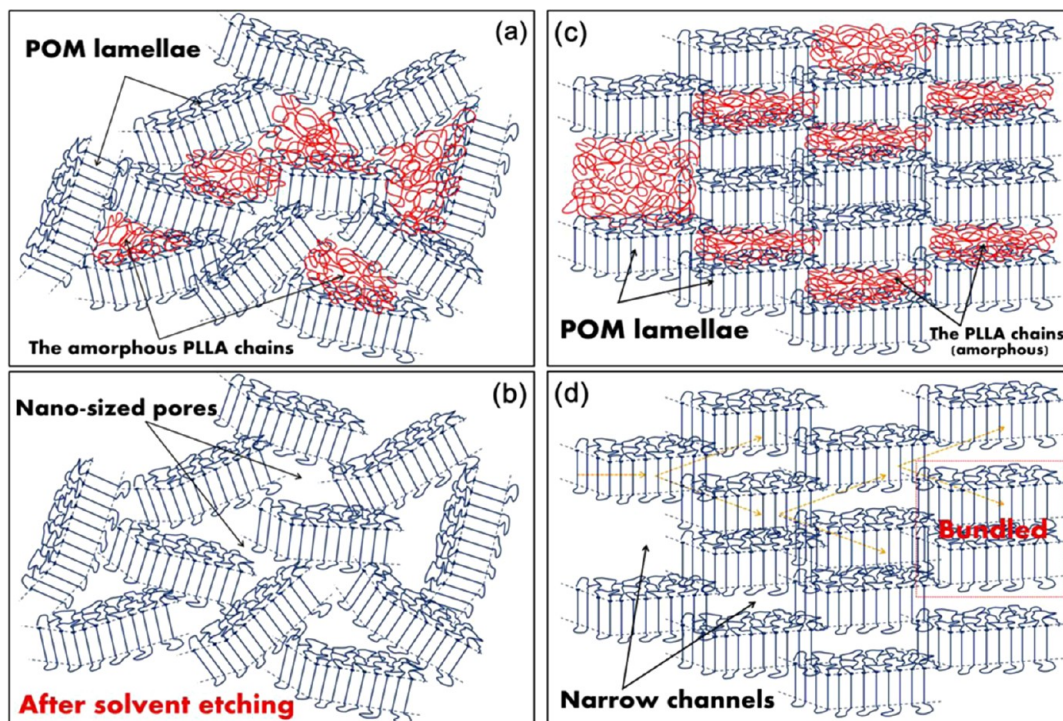 (a)
POM lamellae
The amorphous PLLA chains
(c)
POM lamellae
The PLLA chains
(amorphous)
(b)
Nano-sized pores
After solvent etching
(d)
Bundled
Narrow channels